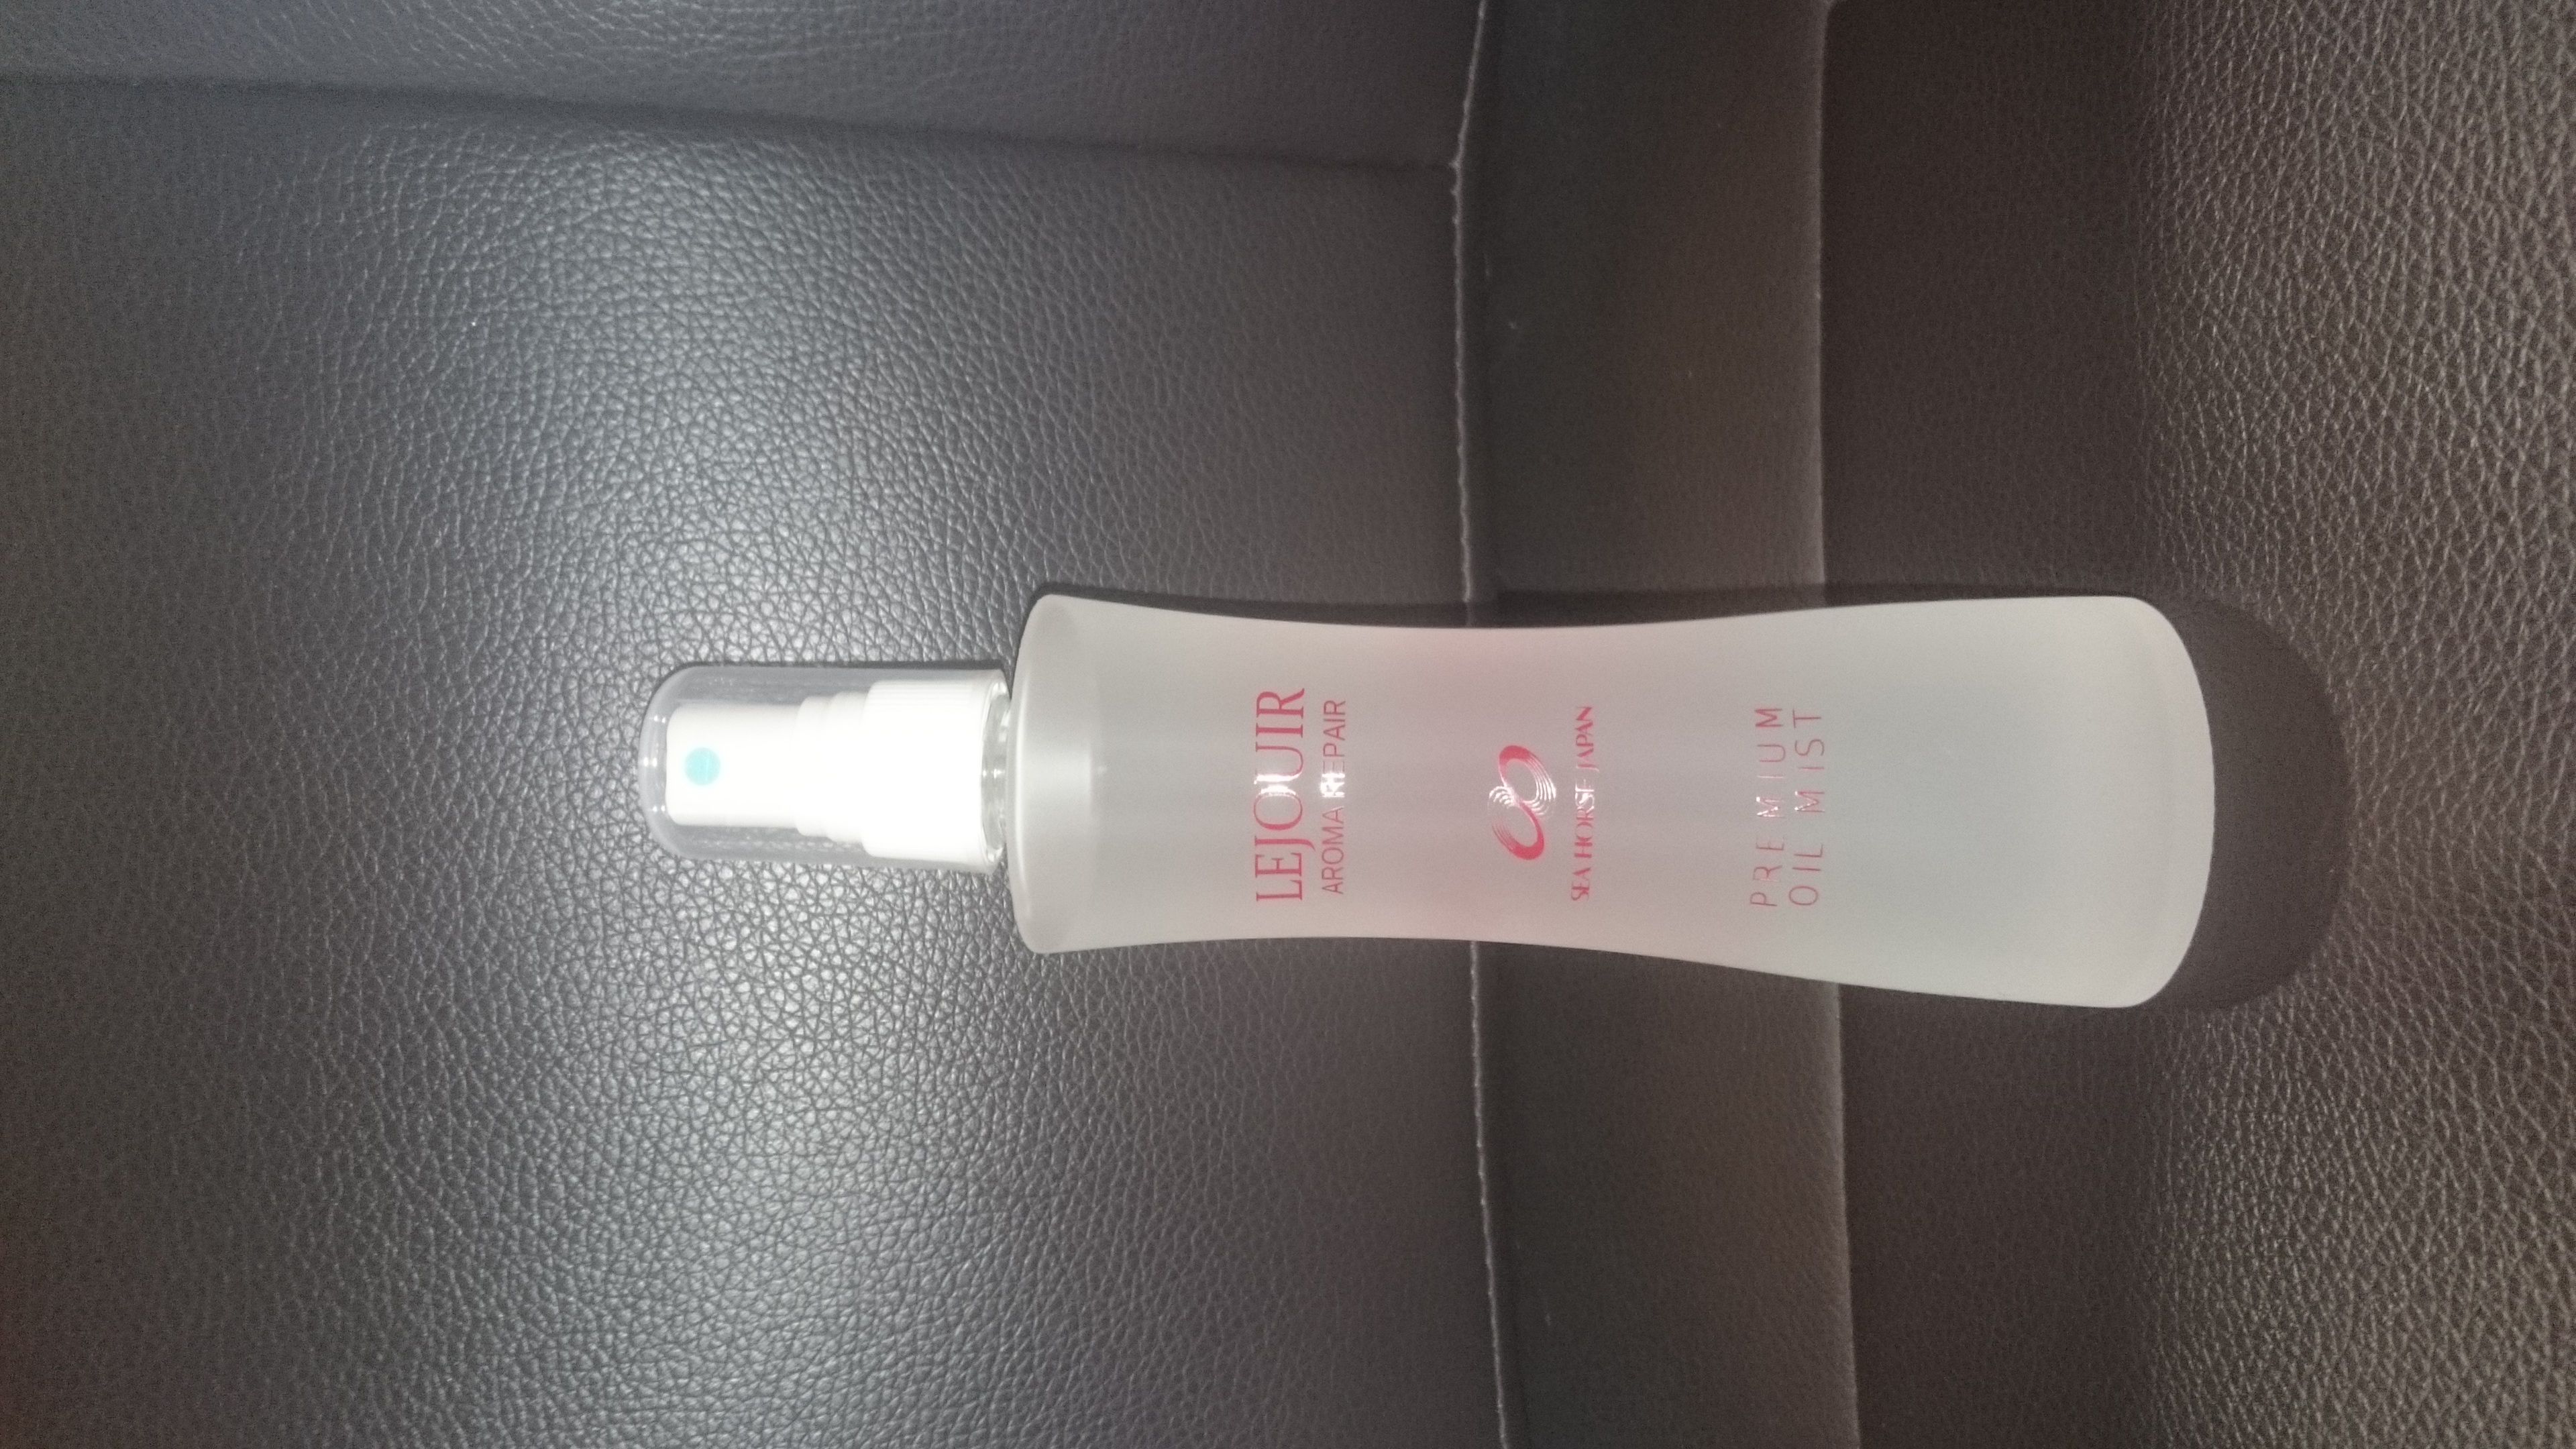 LEJOUIR
AROMA REPAIR
SEA HORSE JAPAN
PREMIUM
OIL MIST